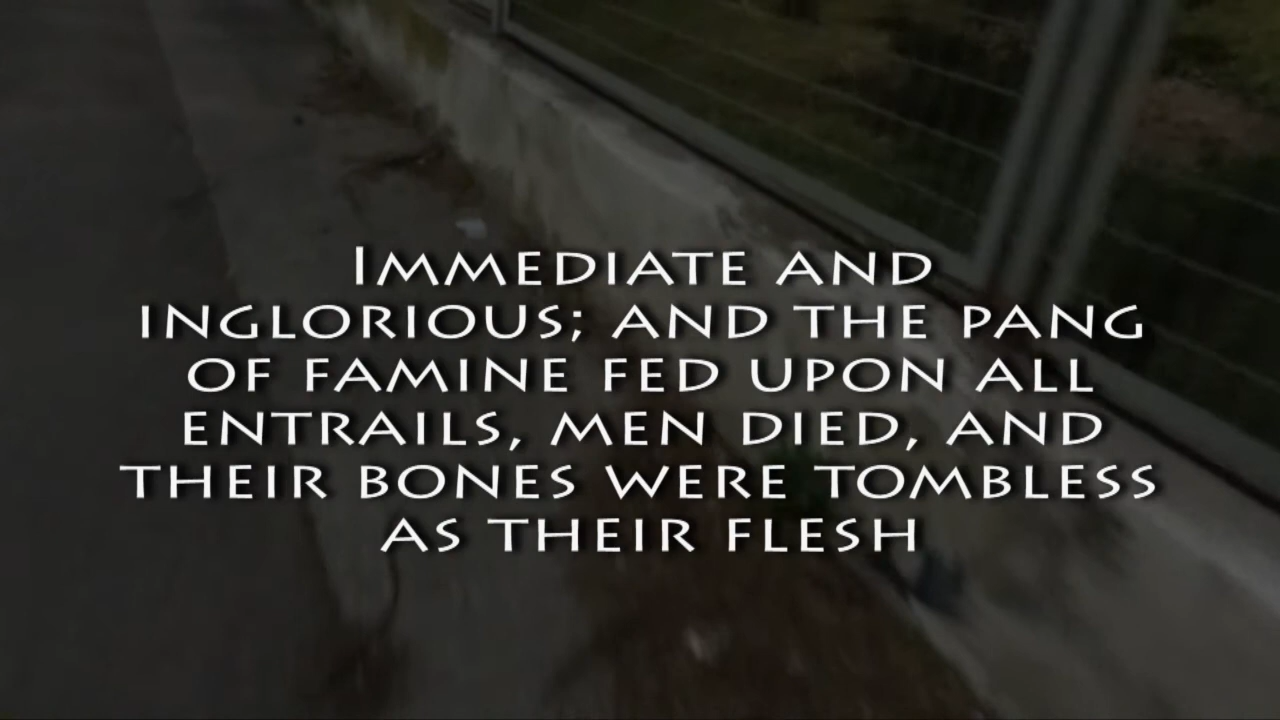 Immediate and
inglorious; and the pang
of famine fed upon all
entrails, men died, and
their bones were tombless
as their flesh